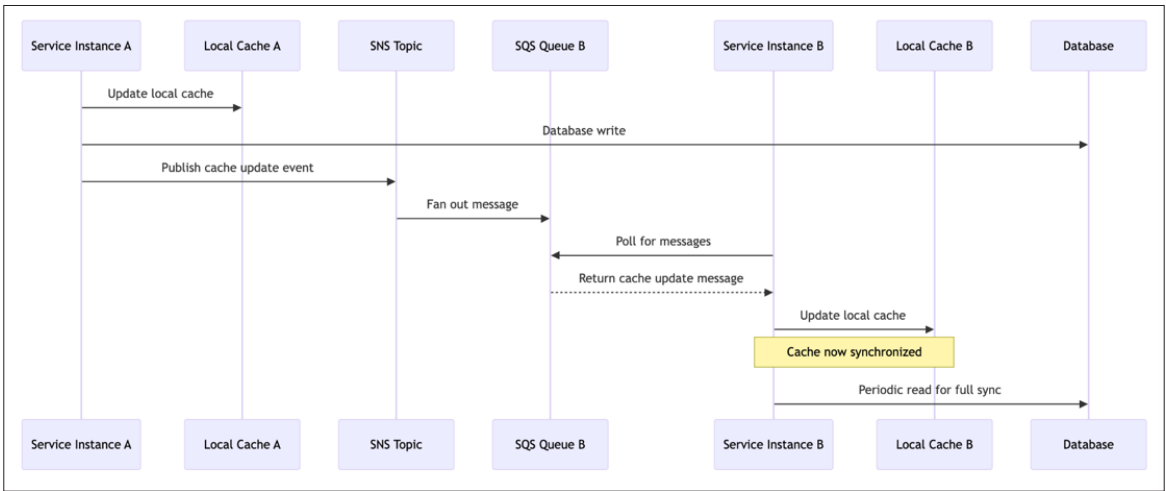 Service Instance A
Local Cache A
SNS Topic
SQS Queue B
Service Instance B
Local Cache B
Database
Update local cache
Database write
Publish cache update event
Fan out message
Poll for messages
Return cache update message
Update local cache
Cache now synchronized
Periodic read for full sync
Service Instance A
Local Cache A
SNS Topic
SQS Queue B
Service Instance B
Local Cache B
Database